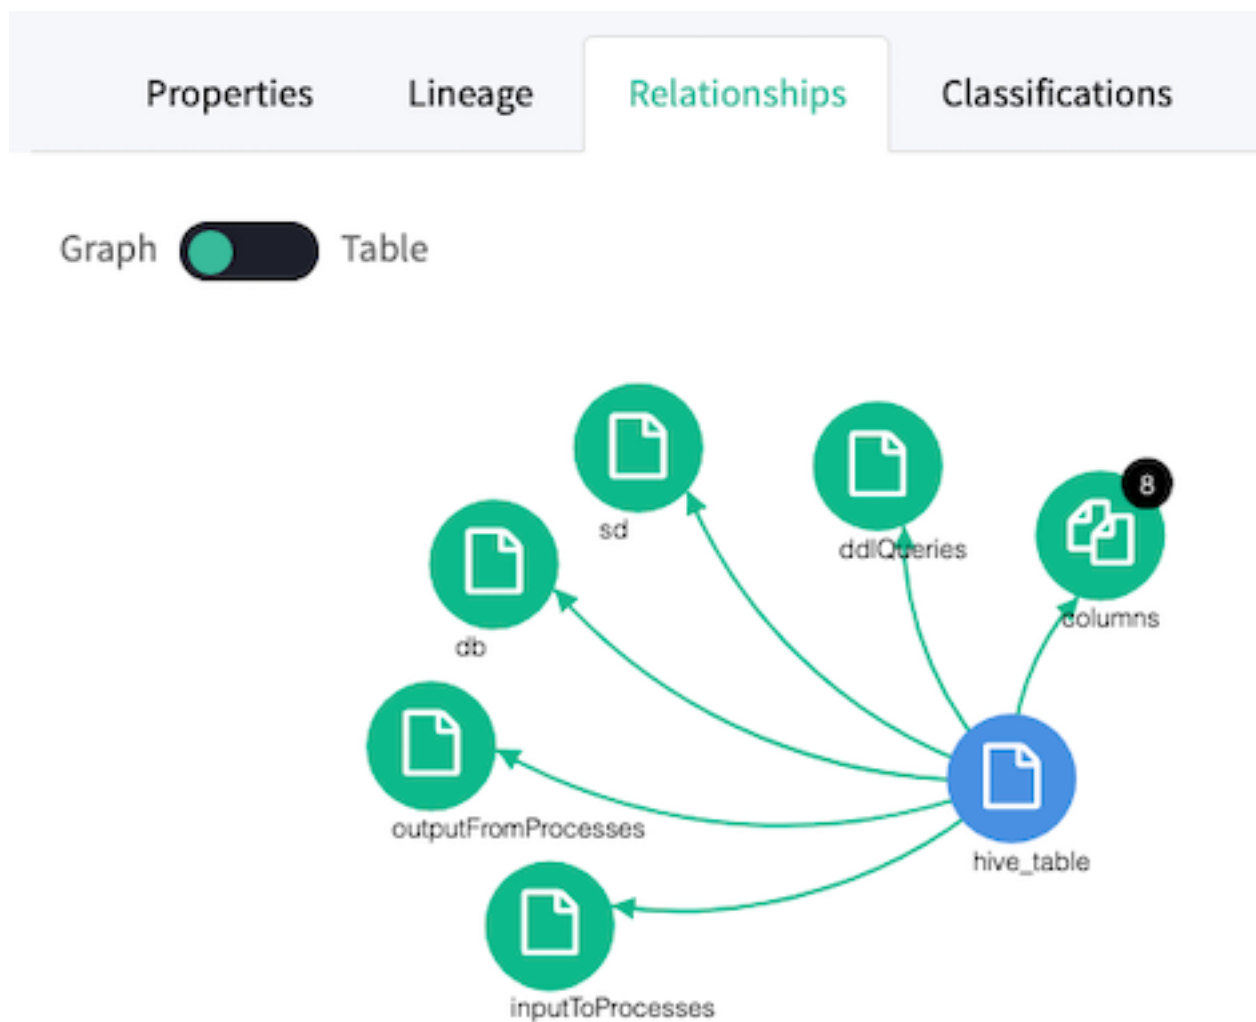 Properties Lineage Relationships Classifications
Graph Table
8
sd
ddlQueries
columns
db
outputFromProcesses
hive_table
inputToProcesses